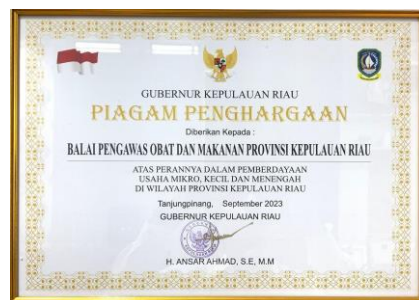 GUBERNUR KEPULAUAN RIAU
PIAGAM PENGHARGAAN
Diberikan Kepada :
BALAI PENGAWAS OBAT DAN MAKANAN PROVINSI KEPULAUAN RIAU
ATAS PERANNYA DALAM PEMBERDAYAAN
USAHA MIKRO, KECIL DAN MENENGAH
DI WILAYAH PROVINSI KEPULAUAN RIAU
Tanjungpinang, September 2023
GUBERNUR KEPULAUAN RIAU
H. ANSAR AHMAD, S.E, M.M